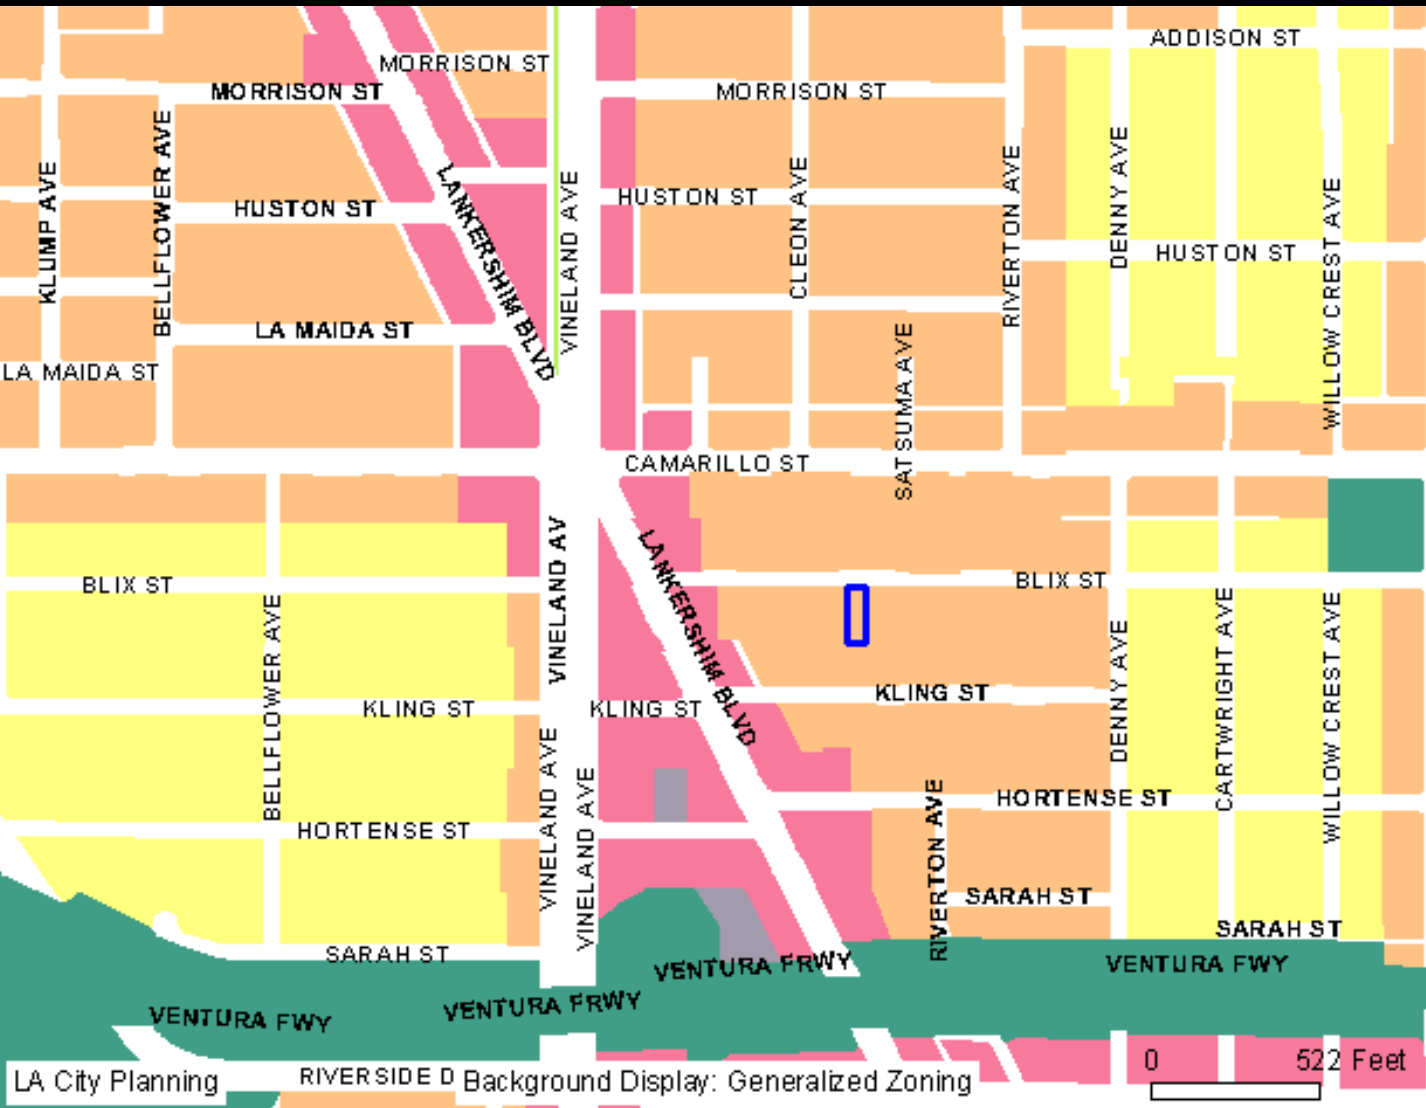 ADDISON ST
MORRISON ST
MORRISON ST
MORRISON ST
KLUMP AVE
BELLFLOWER AVE
LANKERSHIM BLVD
VINELAND AVE
HUSTON ST
HUSTON ST
CLEON AVE
RIVERTON AVE
DENNY AVE
HUSTON ST
WILLOW CREST AVE
LA MAIDA ST
LA MAIDA ST
SATSUMA AVE
CAMARILLO ST
BLIX ST
BELLFLOWER AVE
VINELAND AV
LANKERSHIM BLVD
BLIX ST
DENNY AVE
CARTWRIGHT AVE
WILLOW CREST AVE
KLING ST
KLING ST
KLING ST
VINELAND AVE
VINELAND AVE
HORTENSE ST
HORTENSE ST
RIVERTON AVE
SARAH ST
SARAH ST
SARAH ST
VENTURA FRWY
VENTURA FWY
VENTURA FWY
VENTURA FRWY
0 522 Feet
LA City Planning
RIVERSIDE D
Background Display: Generalized Zoning